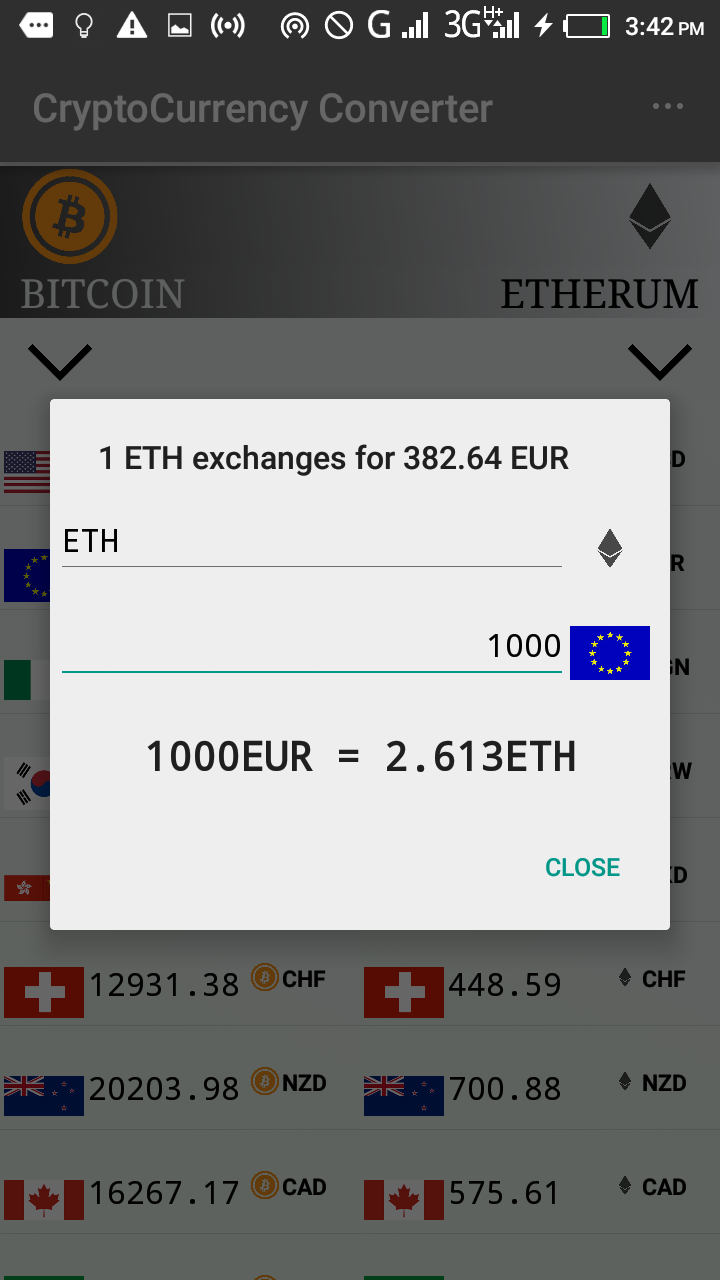 G 3G H+ 3:42 PM
CryptoCurrency Converter
BITCOIN ETHERUM
1 ETH exchanges for 382.64 EUR
ETH
1000
1000EUR = 2.613ETH
CLOSE
12931.38 CHF 448.59 CHF
20203.98 NZD 700.88 NZD
16267.17 CAD 575.61 CAD